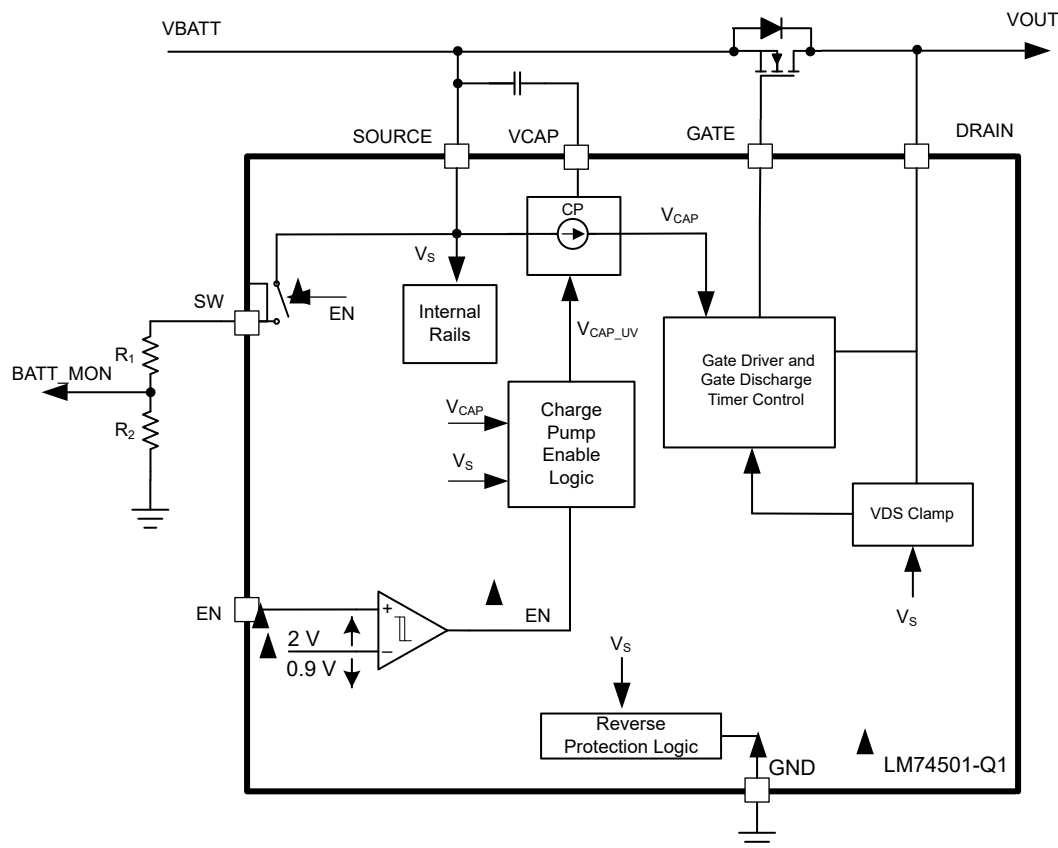 VBATT
VOUT
SOURCE
VCAP
GATE
DRAIN
CP
VCAP
VS
SW
EN
Internal
Rails
VCAP_UV
R1
BATT_MON
R2
Gate Driver and
Gate Discharge
Timer Control
VCAP
VS
Charge
Pump
Enable
Logic
VDS Clamp
EN
+
2 V
−
0.9 V
EN
VS
VS
Reverse
Protection Logic
GND
LM74501-Q1